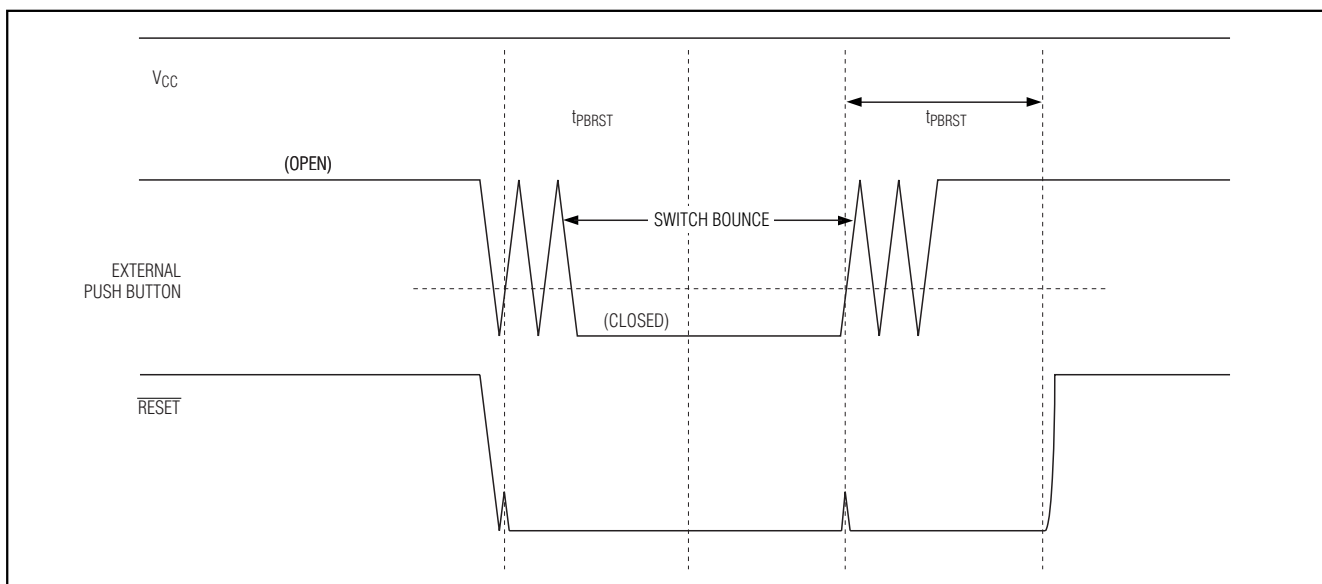 VCC
tPBRST
tPBRST
(OPEN)
SWITCH BOUNCE
EXTERNAL
PUSH BUTTON
(CLOSED)
RESET